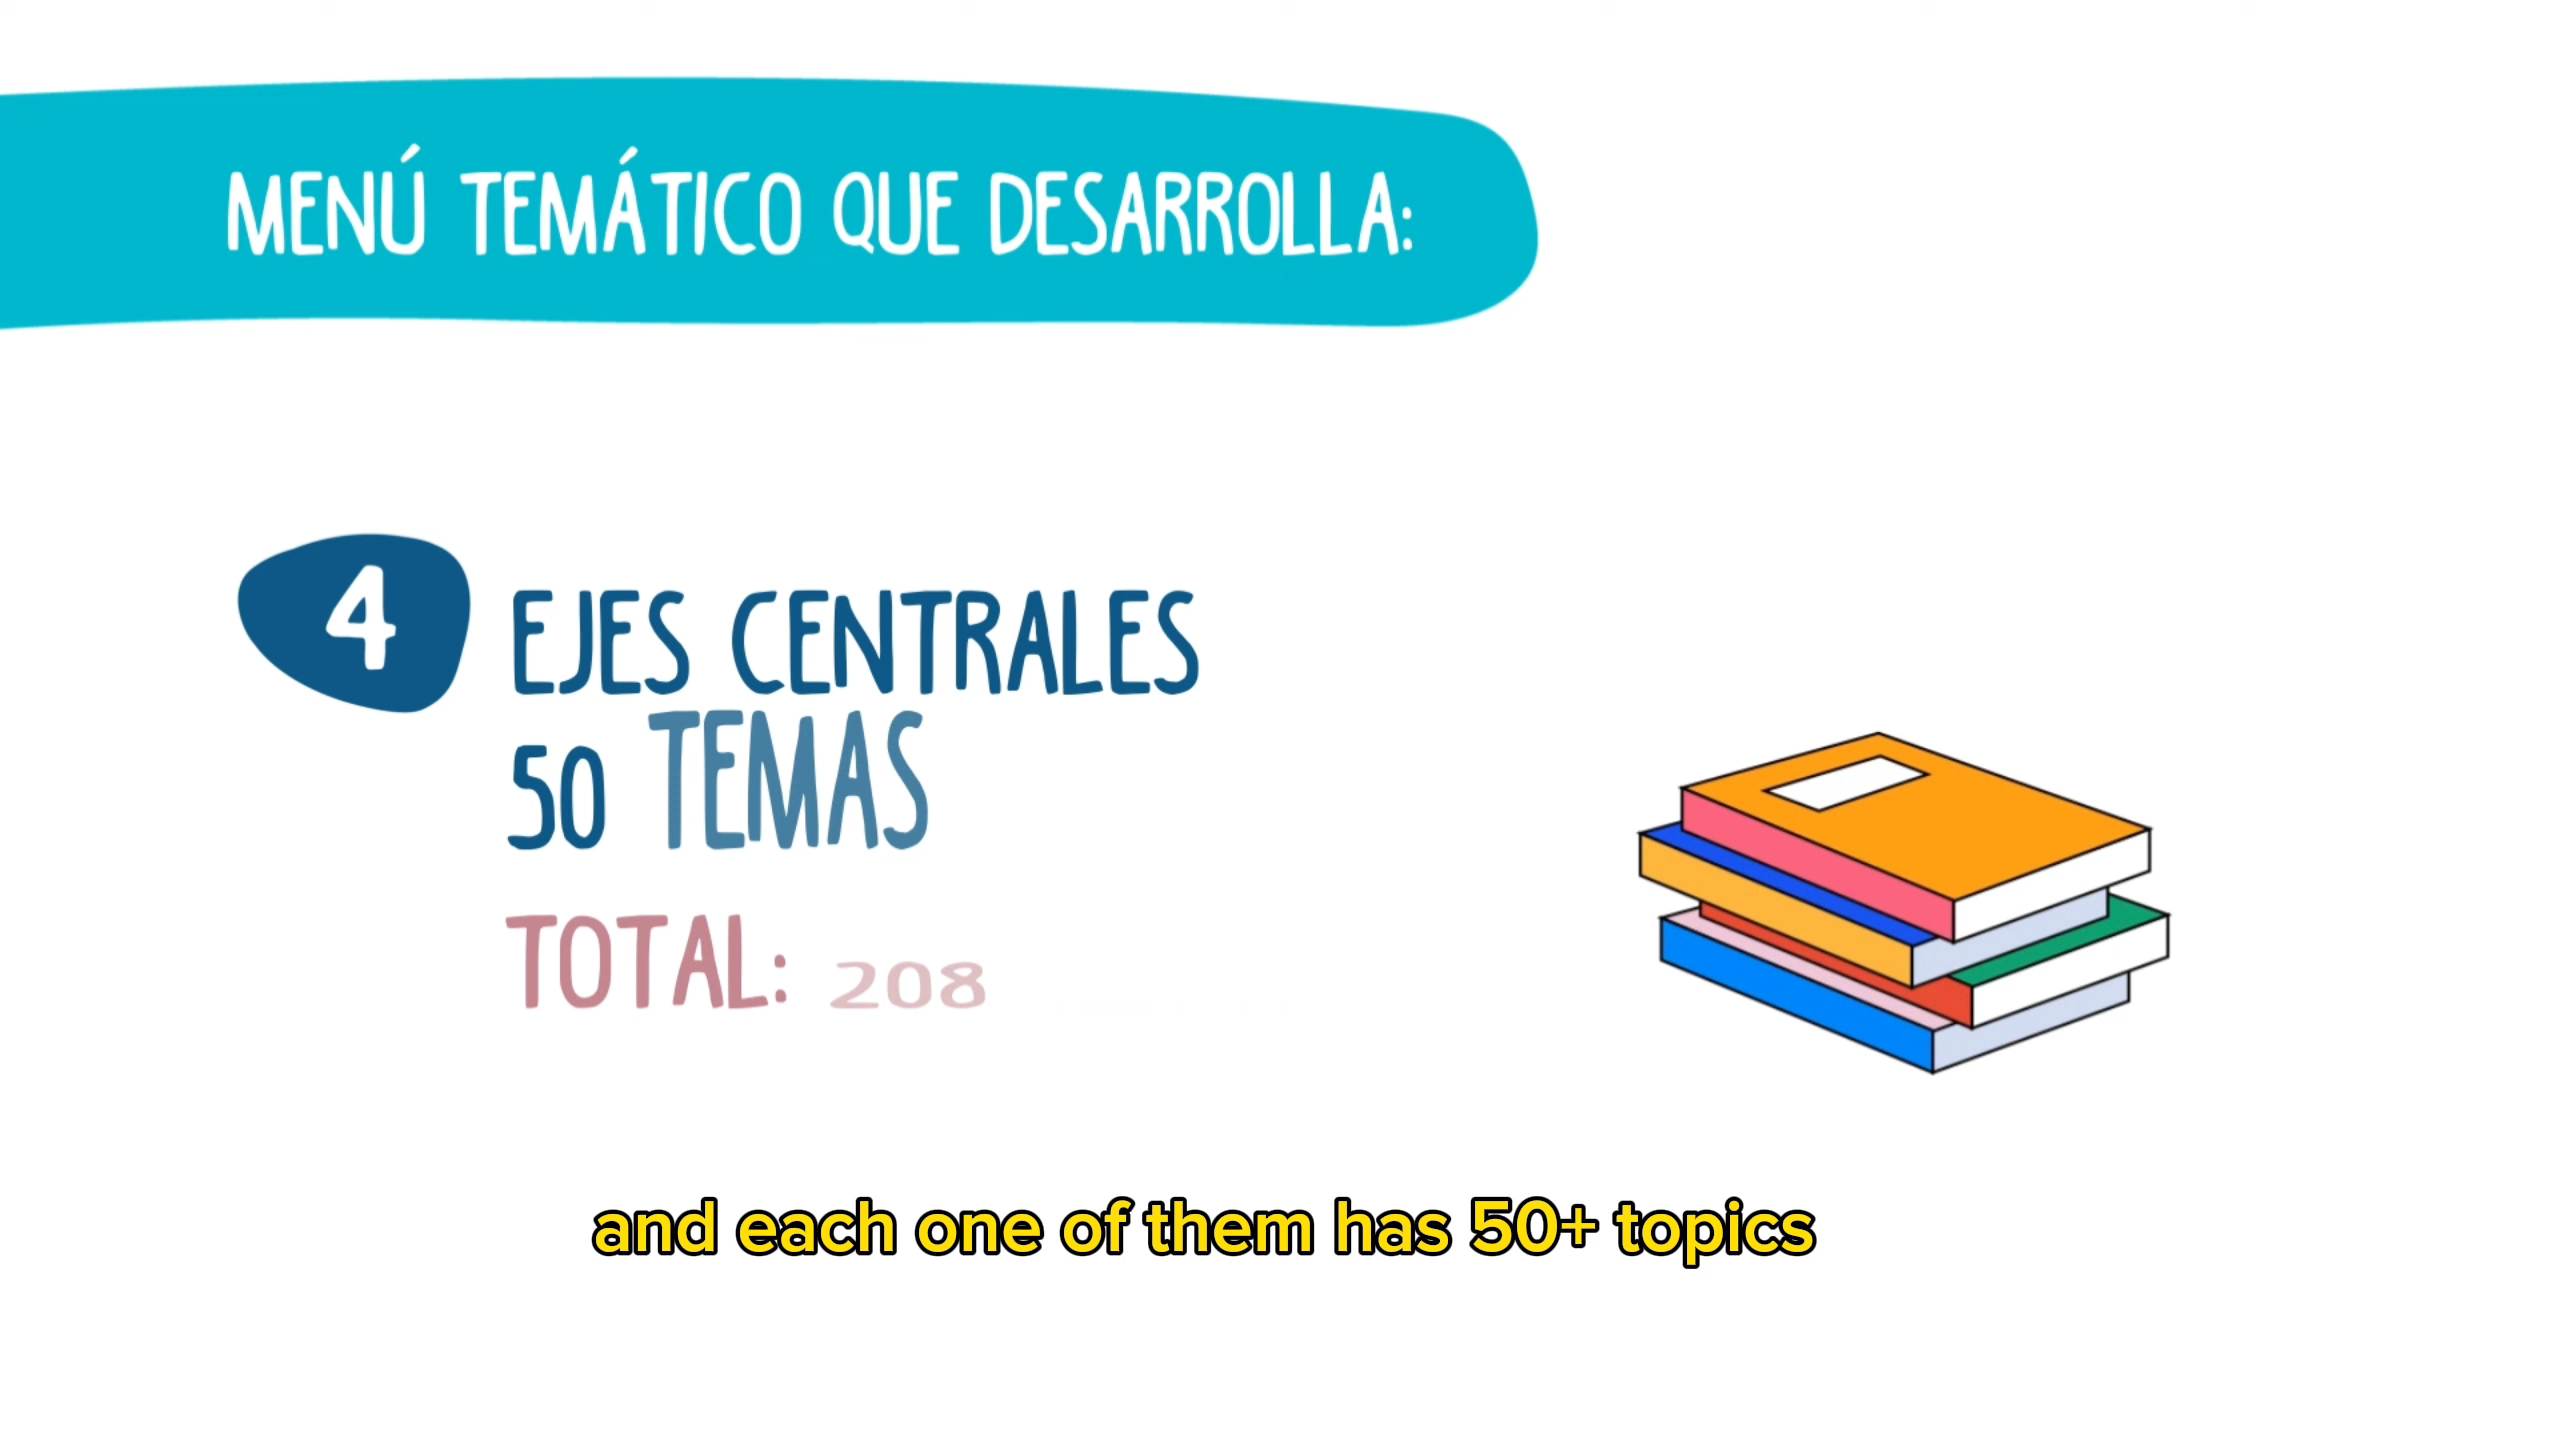 MENÚ TEMÁTICO QUE DESARROLLA:
4
EJES CENTRALES
50 TEMAS
TOTAL: 208
and each one of them has 50+ topics